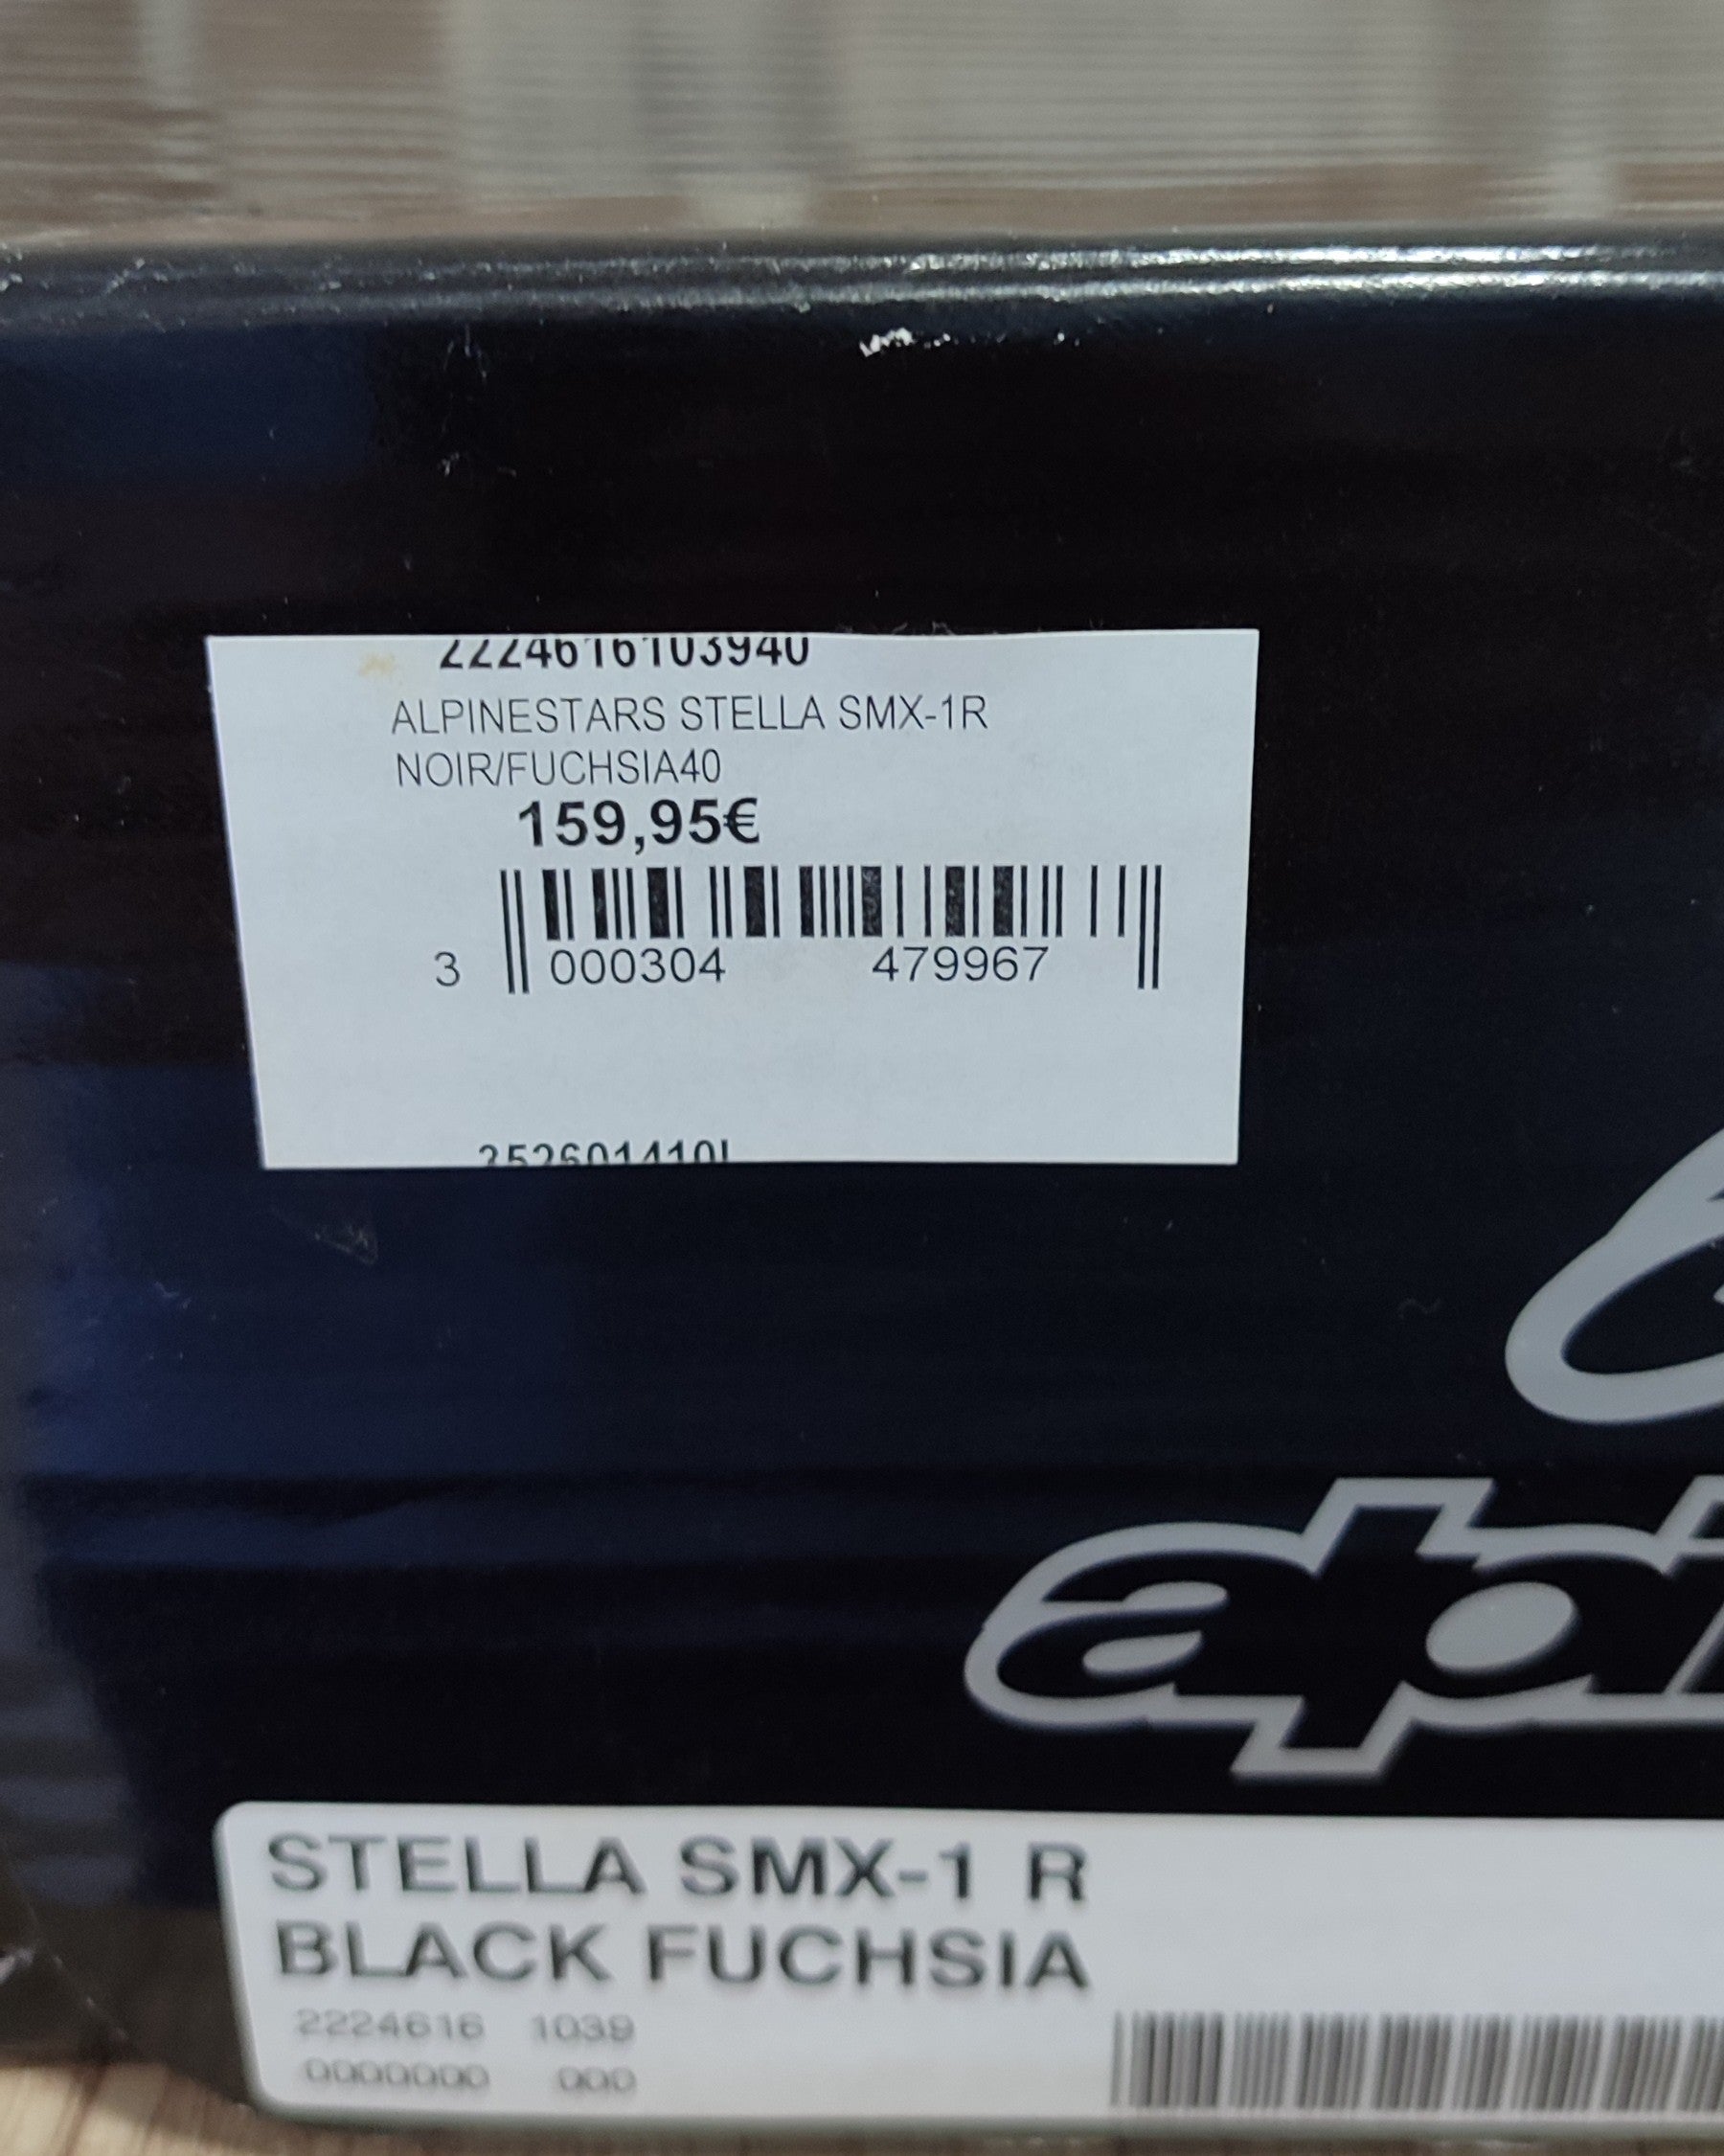 2224616103940
ALPINESTARS STELLA SMX-1R
NOIR/FUCHSIA40
159,95€
3 000304 479967
alpi
STELLA SMX-1 R
BLACK FUCHSIA
2224616 1039
0000000 000